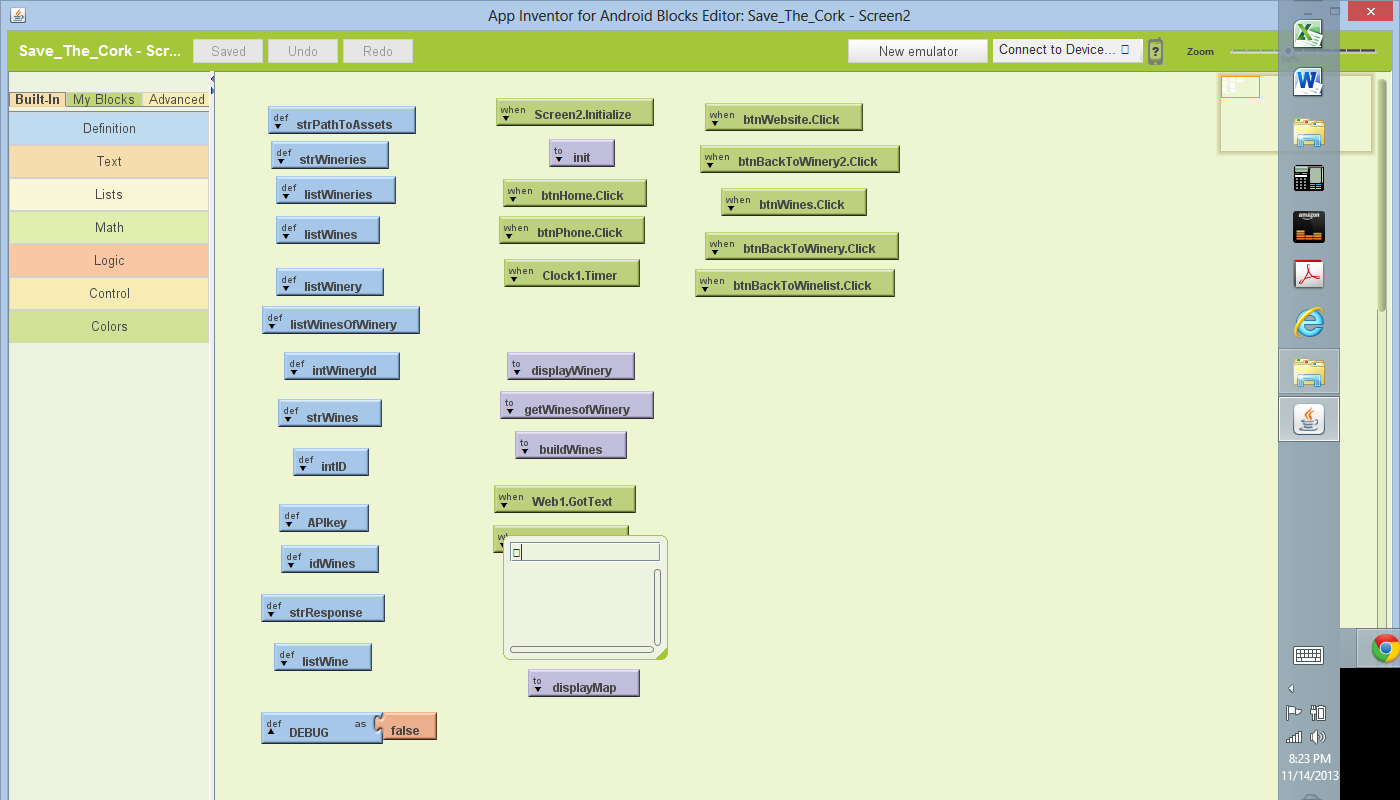 App Inventor for Android Blocks Editor: Save_The_Cork - Screen2
Save_The_Cork - Scr...
Saved
Undo
Redo
New emulator
Connect to Device...
?
Zoom
Built-In
My Blocks
Advanced
Definition
Text
Lists
Math
Logic
Control
Colors
def
strPathToAssets
def
strWineries
def
listWineries
def
listWines
def
listWinery
def
listWinesOfWinery
def
intWineryId
def
strWines
def
intID
def
APIkey
def
idWines
def
strResponse
def
listWine
def
DEBUG
as
false
when
Screen2.Initialize
to
init
when
btnHome.Click
when
btnPhone.Click
when
Clock1.Timer
to
displayWinery
to
getWinesofWinery
to
buildWines
when
Web1.GotText
to
displayMap
when
btnWebsite.Click
when
btnBackToWinery2.Click
when
btnWines.Click
when
btnBackToWinery.Click
when
btnBackToWinelist.Click
amazon
8:23 PM
11/14/2013